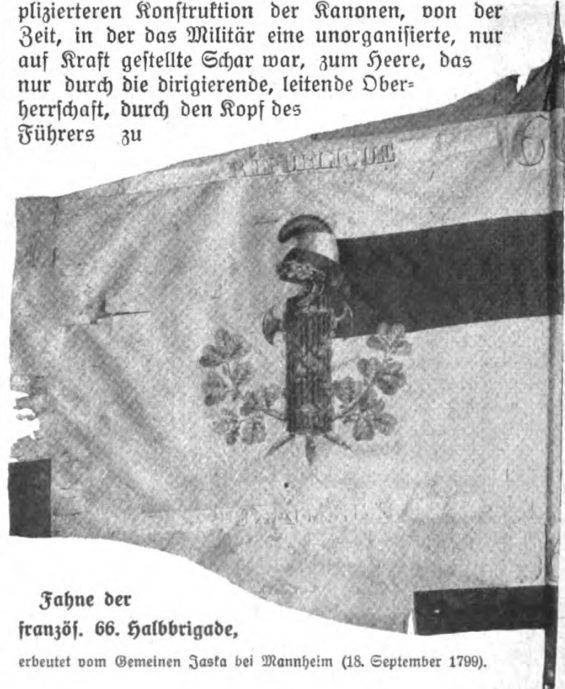 plizierteren Konstruktion der Kanonen, von der
Zeit, in der das Militär eine unorganisierte, nur
auf Kraft gestellte Schar war, zum Heere, das
nur durch die dirigierende, leitende Ober=
herrschaft, durch den Kopf des
Führers zu
Fahne der
französ. 66. Halbbrigade,
erbeutet vom Gemeinen Jaska bei Mannheim (18. September 1799).